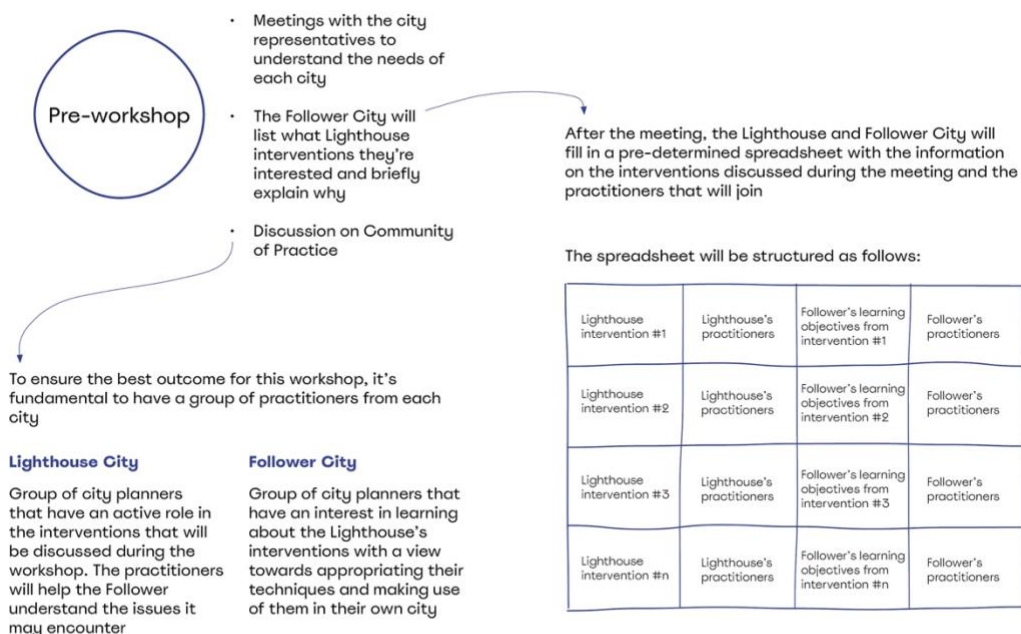 Pre-workshop
• Meetings with the city
representatives to
understand the needs of
each city
• The Follower City will
list what Lighthouse
interventions they're
interested and briefly
explain why
• Discussion on Community
of Practice
After the meeting, the Lighthouse and Follower City will
fill in a pre-determined spreadsheet with the information
on the interventions discussed during the meeting and the
practitioners that will join
The spreadsheet will be structured as follows:
Lighthouse
intervention #1
Lighthouse's
practitioners
Follower's learning
objectives from
intervention #1
Follower's
practitioners
Lighthouse
intervention #2
Lighthouse's
practitioners
Follower's learning
objectives from
intervention #2
Follower's
practitioners
Lighthouse
intervention #3
Lighthouse's
practitioners
Follower's learning
objectives from
intervention #3
Follower's
practitioners
Lighthouse
intervention #n
Lighthouse's
practitioners
Follower's learning
objectives from
intervention #n
Follower's
practitioners
To ensure the best outcome for this workshop, it's
fundamental to have a group of practitioners from each
city
Lighthouse City
Group of city planners
that have an active role in
the interventions that will
be discussed during the
workshop. The practitioners
will help the Follower
understand the issues it
may encounter
Follower City
Group of city planners that
have an interest in learning
about the Lighthouse's
interventions with a view
towards appropriating their
techniques and making use
of them in their own city